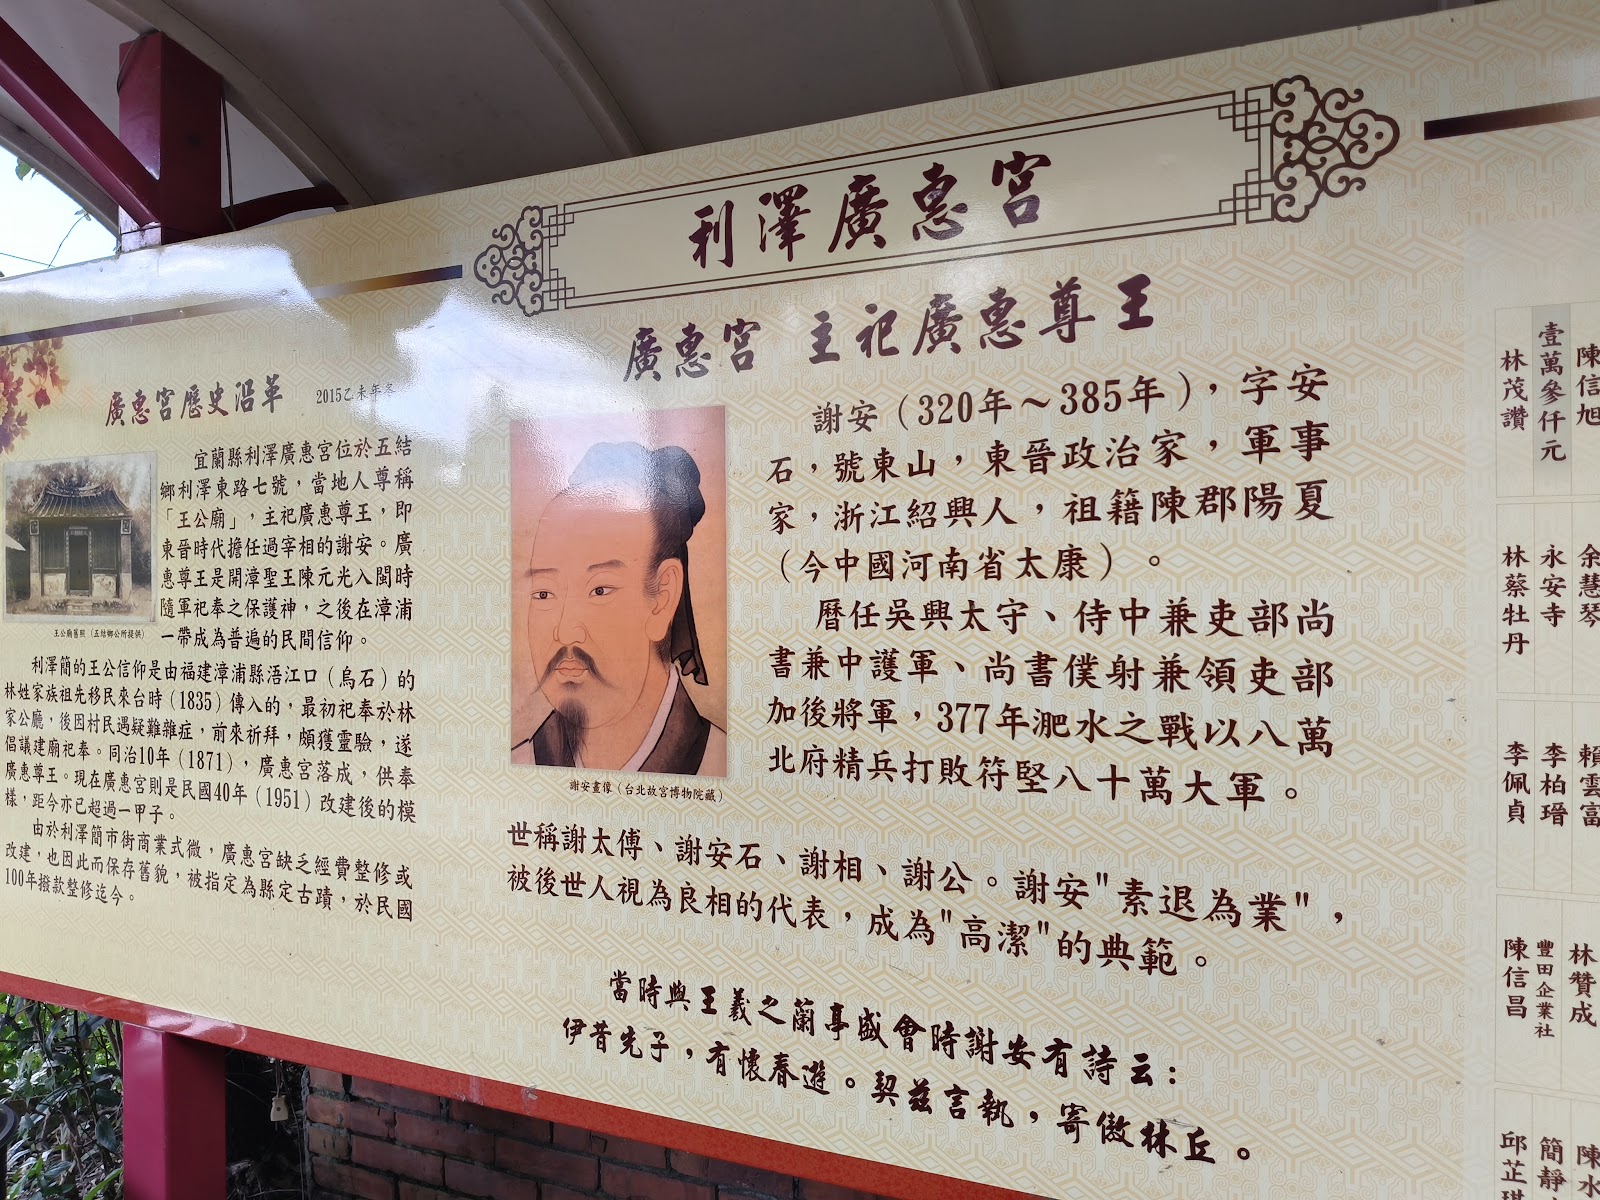 利澤廣惠宮
廣惠宮歷史沿革 2015乙未年冬
宜蘭縣利澤廣惠宮位於五結
鄉利澤東路七號，當地人尊稱
「王公廟」，主祀廣惠尊王，即
東晉時代擔任過宰相的謝安。廣
惠尊王是開漳聖王陳元光入閩時
隨軍祀奉之保護神，之後在漳浦
一帶成為普遍的民間信仰。
王公廟舊照（五結鄉公所提供）
利澤簡的王公信仰是由福建漳浦縣浯江口（烏石）的
林姓家族祖先移民來台時（1835）傳入的，最初祀奉於林
家公廳，後因村民遇疑難雜症，前來祈拜，頗獲靈驗，遂
倡議建廟祀奉。同治10年（1871），廣惠宮落成，供奉
廣惠尊王。現在廣惠宮則是民國40年（1951）改建後的模
樣，距今亦已超過一甲子。
由於利澤簡市街商業式微，廣惠宮缺乏經費整修或
改建，也因此而保存舊貌，被指定為縣定古蹟，於民國
100年撥款整修迄今。
廣惠宮 主祀廣惠尊王
謝安（320年～385年），字安
石，號東山，東晉政治家，軍事
家，浙江紹興人，祖籍陳郡陽夏
（今中國河南省太康）。
曆任吳興太守、侍中兼吏部尚
書兼中護軍、尚書僕射兼領吏部
加後將軍，377年淝水之戰以八萬
北府精兵打敗苻堅八十萬大軍。
謝安畫像（台北故宮博物院藏）
世稱謝太傅、謝安石、謝相、謝公。謝安"素退為業"，
被後世人視為良相的代表，成為"高潔"的典範。
當時與王羲之蘭亭盛會時謝安有詩云：
伊昔先子，有懷春遊。契茲言執，寄傲林丘。
陳信旭
壹萬參仟元
林茂讚
余慧琴
永安寺
林蔡牡丹
賴雲富
李柏瑨
李佩貞
林贊成
豐田企業社
陳信昌
陳水
簡靜
邱芷琪